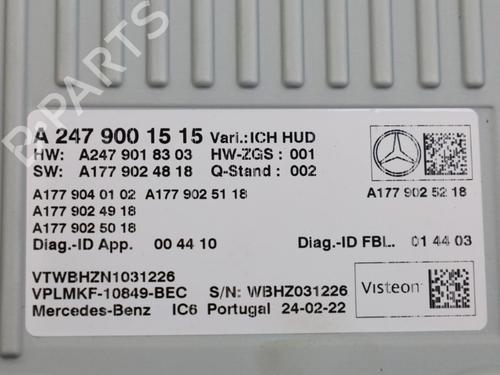 B-PARTS
A 247 900 15 15 Vari.:ICH HUD
HW: A247 901 83 03 HW-ZGS : 001
SW: A177 902 48 18 Q-Stand : 002
A177 904 01 02 A177 902 51 18 A177 902 52 18
A177 902 49 18
A177 902 50 18
Diag.-ID App. 00 44 10 Diag.-ID FBL.. 01 44 03
VTWBHZN1031226
VPLMKF-10849-BEC S/N: WBHZ031226 Visteon
Mercedes-Benz IC6 Portugal 24-02-22